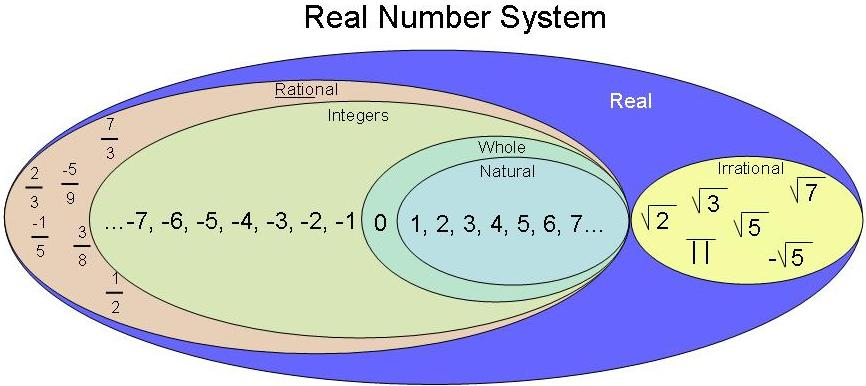 Real Number System
Rational
Real
Integers
Whole
Natural
Irrational
7/3
2/3
-5/9
-1/5
3/8
1/2
...-7, -6, -5, -4, -3, -2, -1
0
1, 2, 3, 4, 5, 6, 7...
√7
√3
√2
√5
∏
-√5